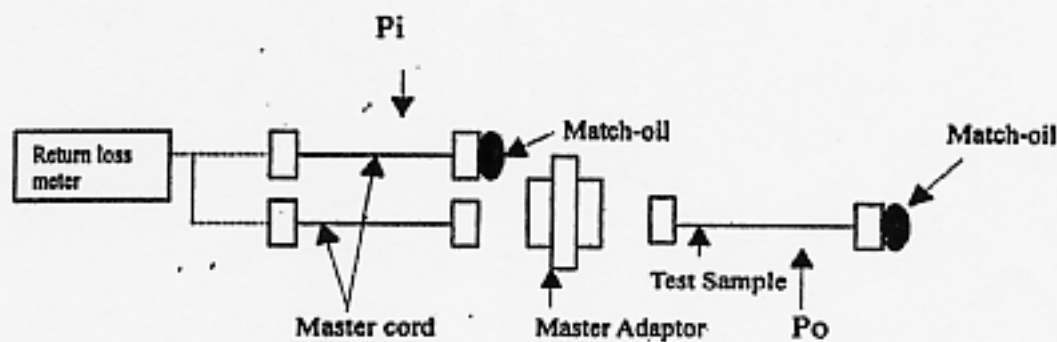 Pi
Return loss
meter
Match-oil
Match-oil
Test Sample
Master cord
Master Adaptor
Po